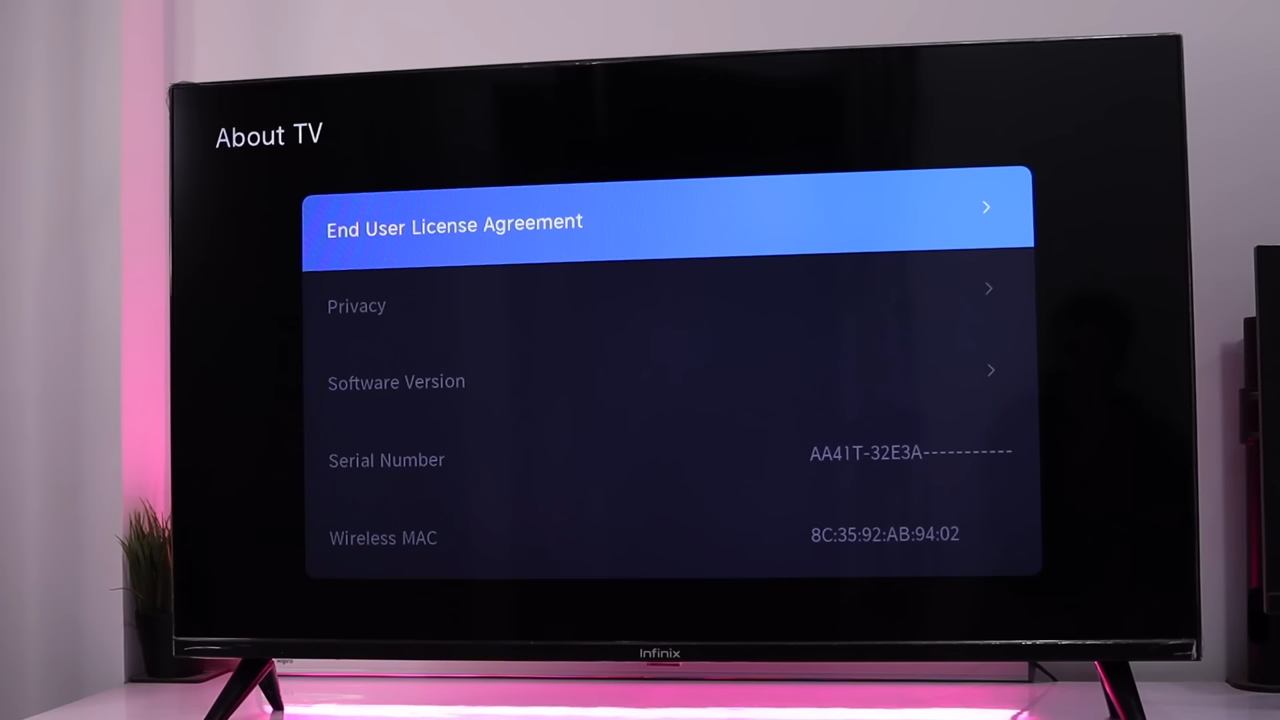 About TV
End User License Agreement
Privacy
Software Version
Serial Number AA41T-32E3A-----------
Wireless MAC 8C:35:92:AB:94:02
Infinix